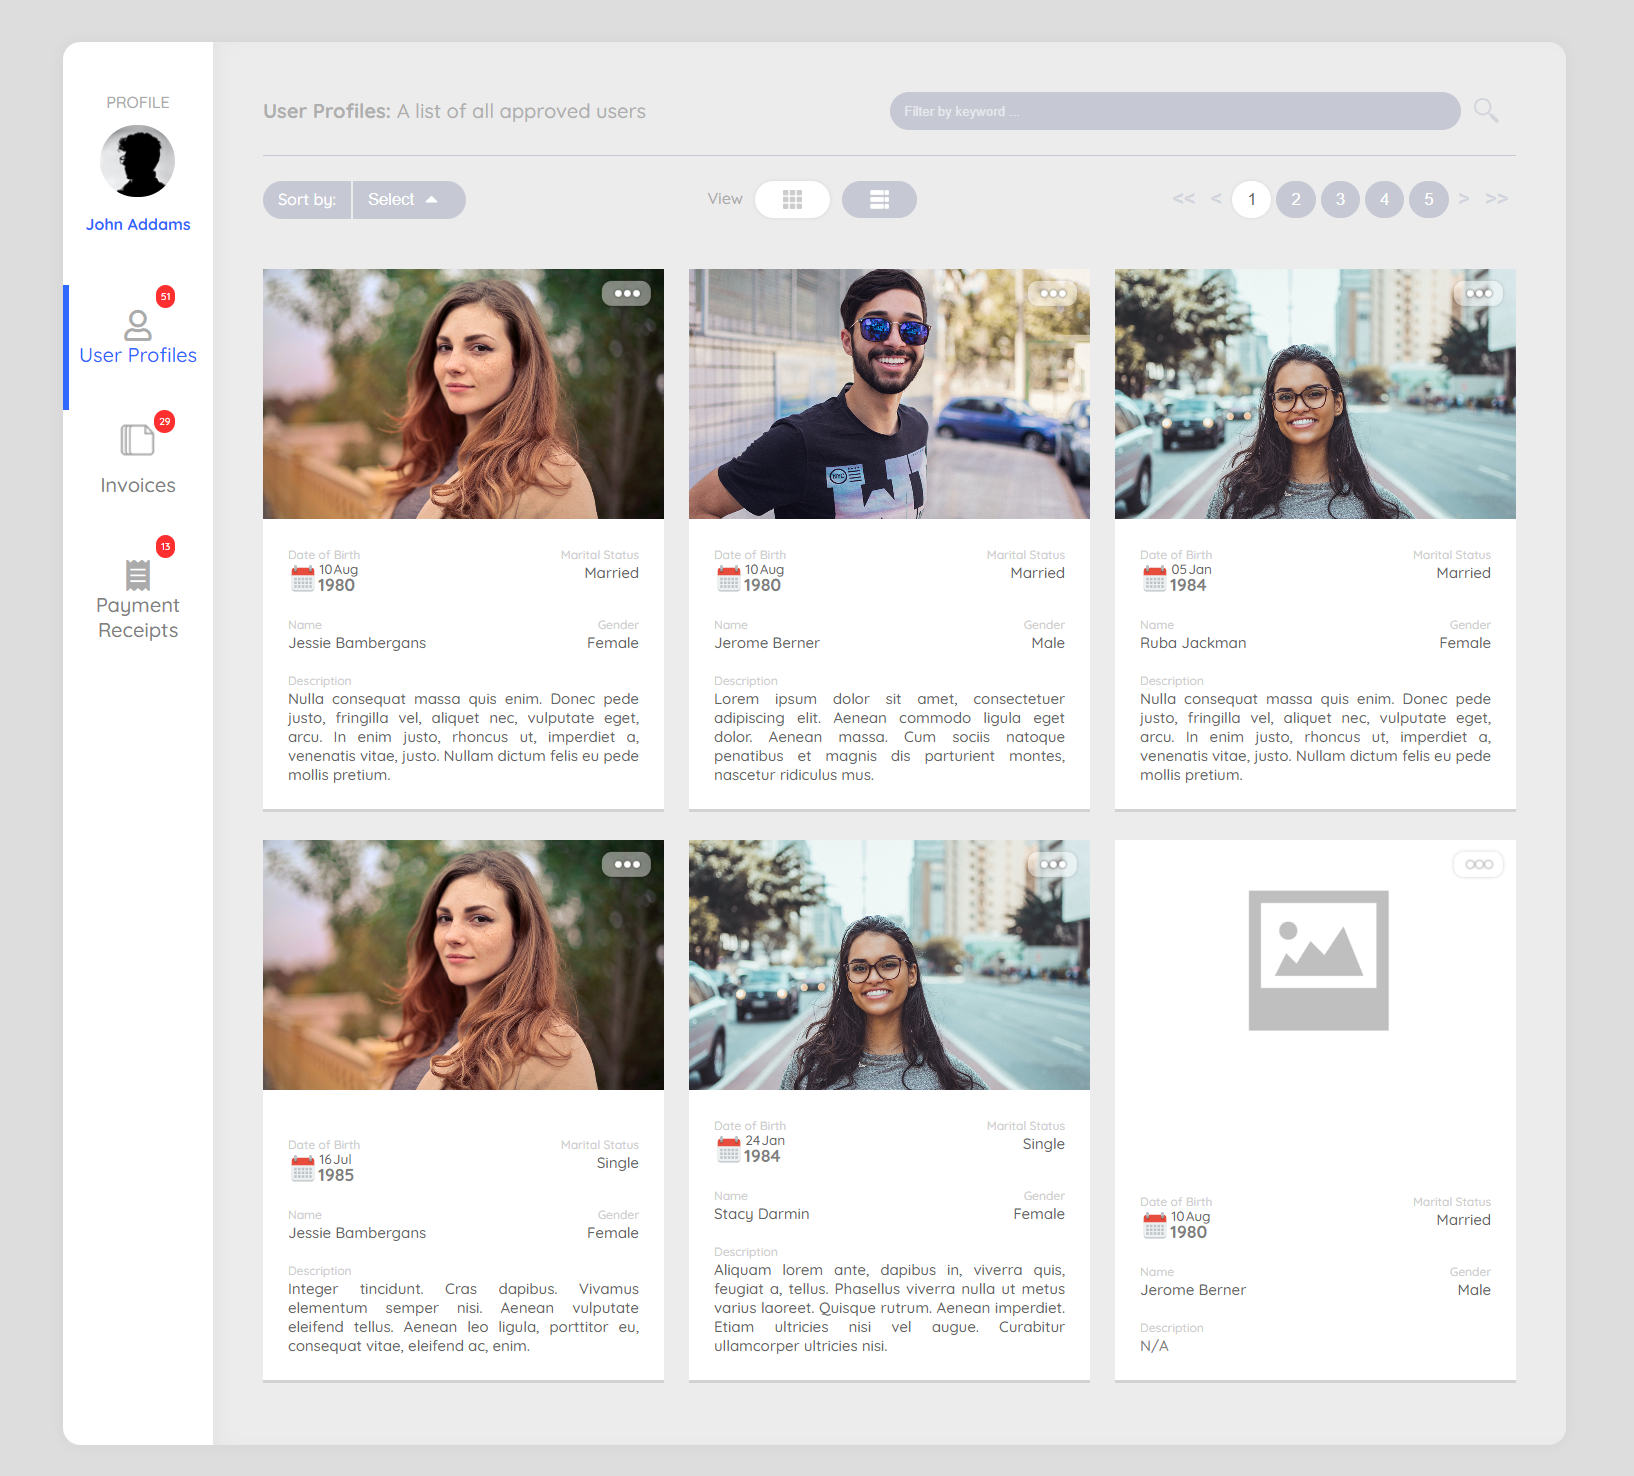 PROFILE
John Addams
51
User Profiles
29
Invoices
13
Payment
Receipts
User Profiles: A list of all approved users
Filter by keyword ...
Sort by: Select
View
<< < 1 2 3 4 5 > >>
NYC
Date of Birth Marital Status
10 Aug
1980
Married
Name Gender
Jessie Bambergans Female
Description
Nulla consequat massa quis enim. Donec pede
justo, fringilla vel, aliquet nec, vulputate eget,
arcu. In enim justo, rhoncus ut, imperdiet a,
venenatis vitae, justo. Nullam dictum felis eu pede
mollis pretium.
Date of Birth Marital Status
10 Aug
1980
Married
Name Gender
Jerome Berner Male
Description
Lorem ipsum dolor sit amet, consectetuer
adipiscing elit. Aenean commodo ligula eget
dolor. Aenean massa. Cum sociis natoque
penatibus et magnis dis parturient montes,
nascetur ridiculus mus.
Date of Birth Marital Status
05 Jan
1984
Married
Name Gender
Ruba Jackman Female
Description
Nulla consequat massa quis enim. Donec pede
justo, fringilla vel, aliquet nec, vulputate eget,
arcu. In enim justo, rhoncus ut, imperdiet a,
venenatis vitae, justo. Nullam dictum felis eu pede
mollis pretium.
Date of Birth Marital Status
16 Jul
1985
Single
Name Gender
Jessie Bambergans Female
Description
Integer tincidunt. Cras dapibus. Vivamus
elementum semper nisi. Aenean vulputate
eleifend tellus. Aenean leo ligula, porttitor eu,
consequat vitae, eleifend ac, enim.
Date of Birth Marital Status
24 Jan
1984
Single
Name Gender
Stacy Darmin Female
Description
Aliquam lorem ante, dapibus in, viverra quis,
feugiat a, tellus. Phasellus viverra nulla ut metus
varius laoreet. Quisque rutrum. Aenean imperdiet.
Etiam ultricies nisi vel augue. Curabitur
ullamcorper ultricies nisi.
Date of Birth Marital Status
10 Aug
1980
Married
Name Gender
Jerome Berner Male
Description
N/A